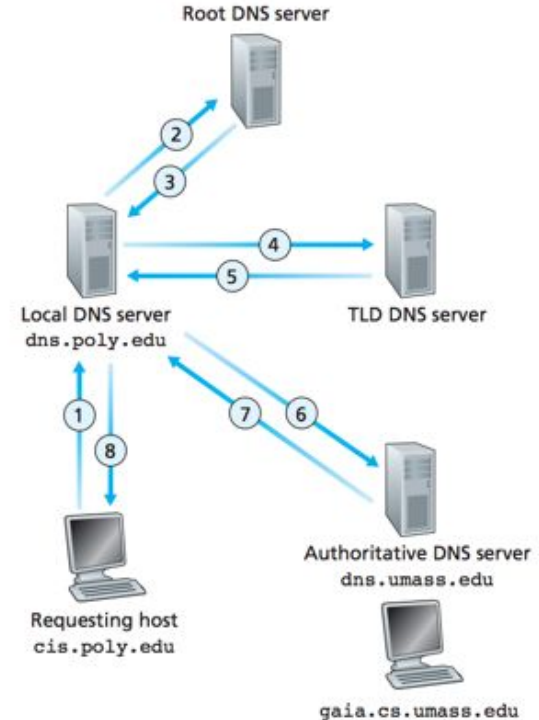 Root DNS server
2
3
4
5
Local DNS server
dns.poly.edu
TLD DNS server
1
8
7
6
Authoritative DNS server
dns.umass.edu
Requesting host
cis.poly.edu
gaia.cs.umass.edu